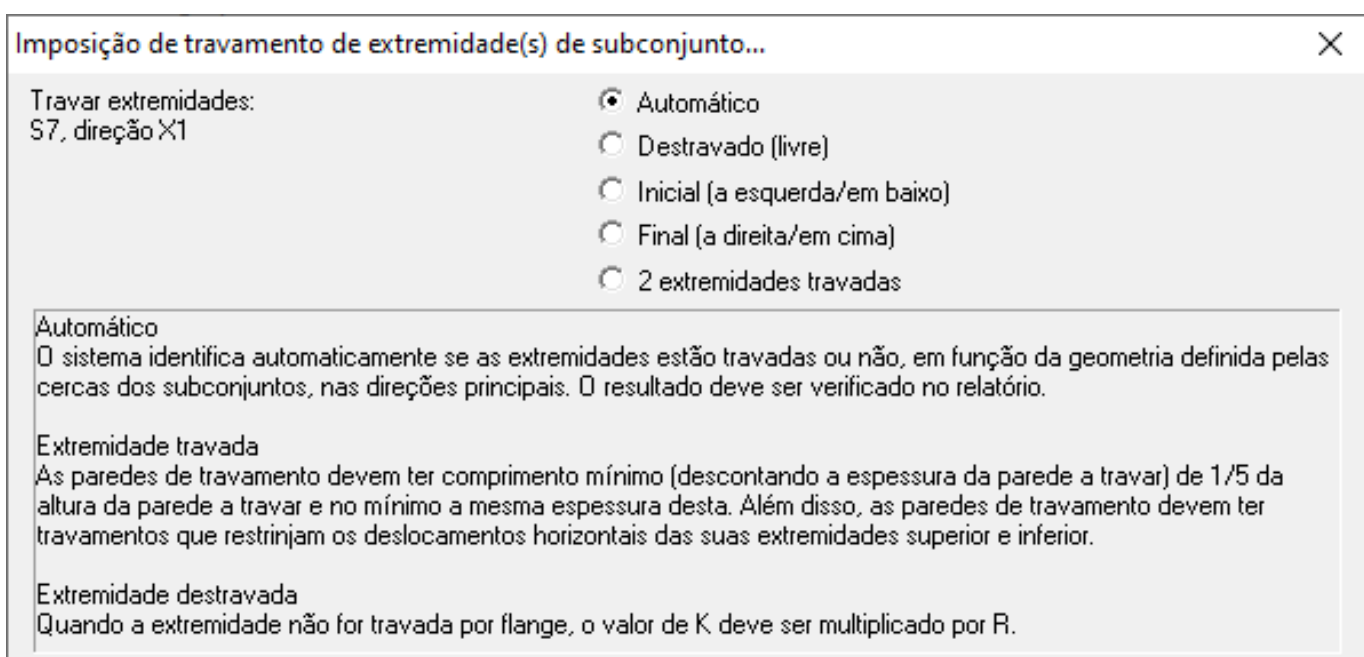 Imposição de travamento de extremidade(s) de subconjunto...
Travar extremidades:
S7, direção X1
Automático
Destravado (livre)
Inicial (a esquerda/em baixo)
Final (a direita/em cima)
2 extremidades travadas
Automático
O sistema identifica automaticamente se as extremidades estão travadas ou não, em função da geometria definida pelas
cercas dos subconjuntos, nas direções principais. O resultado deve ser verificado no relatório.
Extremidade travada
As paredes de travamento devem ter comprimento mínimo (descontando a espessura da parede a travar) de 1/5 da
altura da parede a travar e no mínimo a mesma espessura desta. Além disso, as paredes de travamento devem ter
travamentos que restrinjam os deslocamentos horizontais das suas extremidades superior e inferior.
Extremidade destravada
Quando a extremidade não for travada por flange, o valor de K deve ser multiplicado por R.